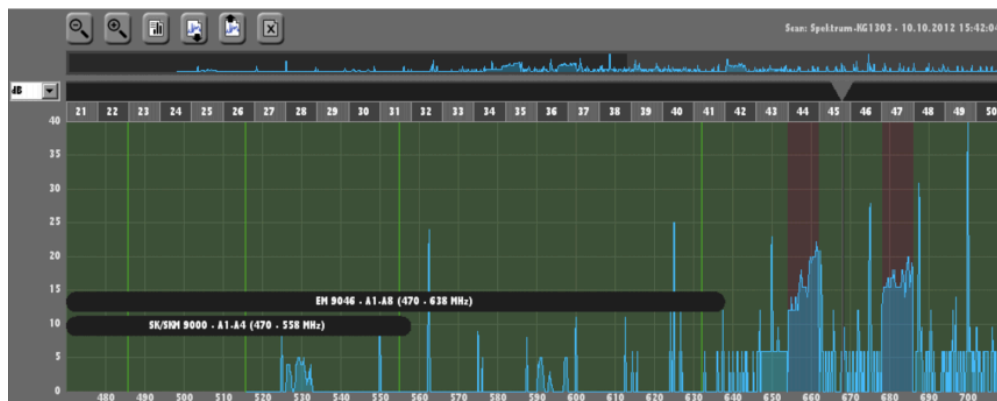 Scan: Spektrum-KG1303 - 10.10.2012 15:42:04
dB
21 22 23 24 25 26 27 28 29 30 31 32 33 34 35 36 37 38 39 40 41 42 43 44 45 46 47 48 49 50
40
35
30
25
20
15
EM 9046 - A1-A8 (470 - 638 MHz)
10
SK/SKM 9000 - A1-A4 (470 - 558 MHz)
5
0
480 490 500 510 520 530 540 550 560 570 580 590 600 610 620 630 640 650 660 670 680 690 700